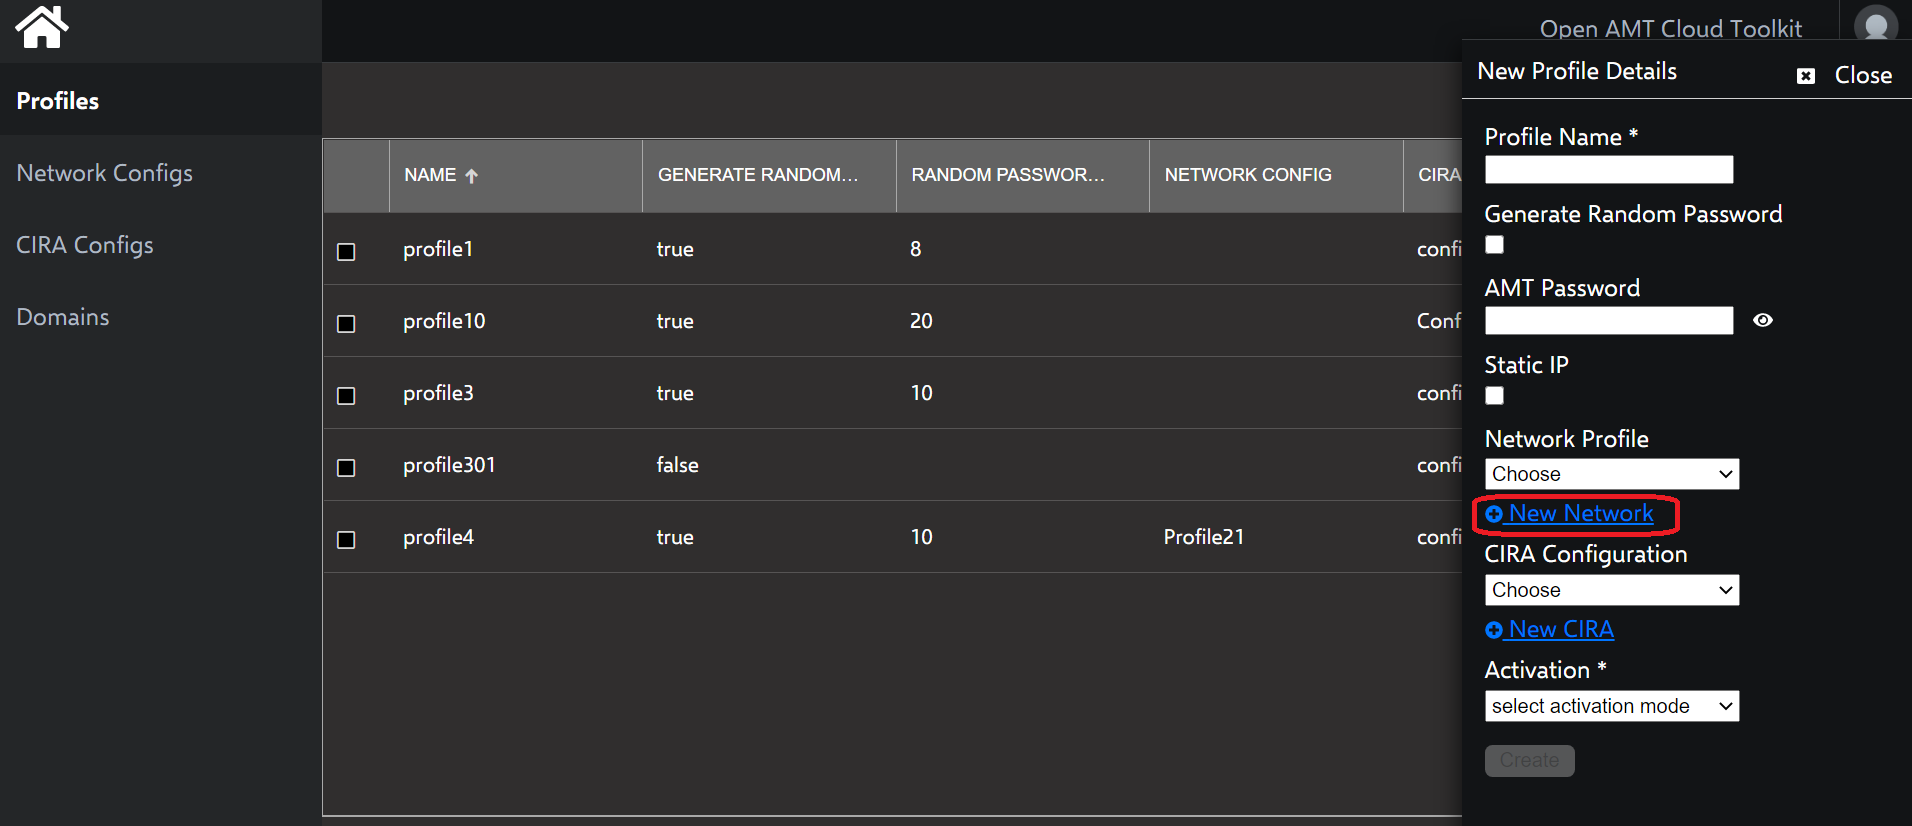 Open AMT Cloud Toolkit
Profiles
Network Configs
CIRA Configs
Domains
NAME GENERATE RANDOM... RANDOM PASSWOR... NETWORK CONFIG CIRA
profile1 true 8 confi
profile10 true 20 Conf
profile3 true 10 confi
profile301 false confi
profile4 true 10 Profile21 confi
New Profile Details
Close
Profile Name *
Generate Random Password
AMT Password
Static IP
Network Profile
Choose
New Network
CIRA Configuration
Choose
New CIRA
Activation *
select activation mode
Create